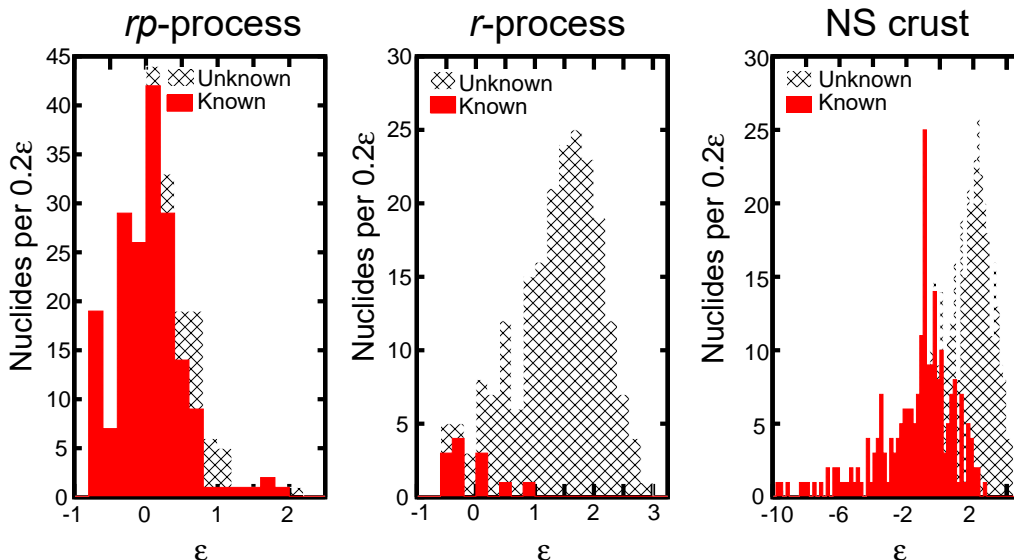 rp-process
45
40
35
30
25
20
15
10
5
0
Nuclides per 0.2ε
Unknown
Known
-1
0
1
2
ε
r-process
30
25
20
15
10
5
0
Nuclides per 0.2ε
Unknown
Known
-1
0
1
2
3
ε
NS crust
30
25
20
15
10
5
0
Nuclides per 0.2ε
Unknown
Known
-10
-6
-2
2
ε